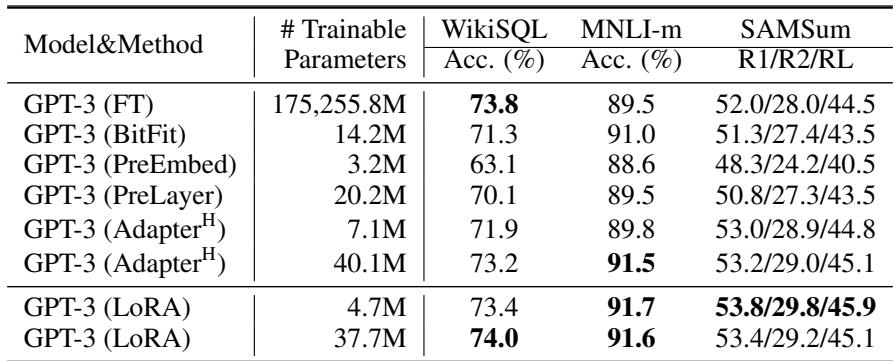 Model&Method # Trainable WikiSQL MNLI-m SAMSum
Parameters Acc. (%) Acc. (%) R1/R2/RL
GPT-3 (FT) 175,255.8M 73.8 89.5 52.0/28.0/44.5
GPT-3 (BitFit) 14.2M 71.3 91.0 51.3/27.4/43.5
GPT-3 (PreEmbed) 3.2M 63.1 88.6 48.3/24.2/40.5
GPT-3 (PreLayer) 20.2M 70.1 89.5 50.8/27.3/43.5
GPT-3 (Adapterᴴ) 7.1M 71.9 89.8 53.0/28.9/44.8
GPT-3 (Adapterᴴ) 40.1M 73.2 91.5 53.2/29.0/45.1
GPT-3 (LoRA) 4.7M 73.4 91.7 53.8/29.8/45.9
GPT-3 (LoRA) 37.7M 74.0 91.6 53.4/29.2/45.1